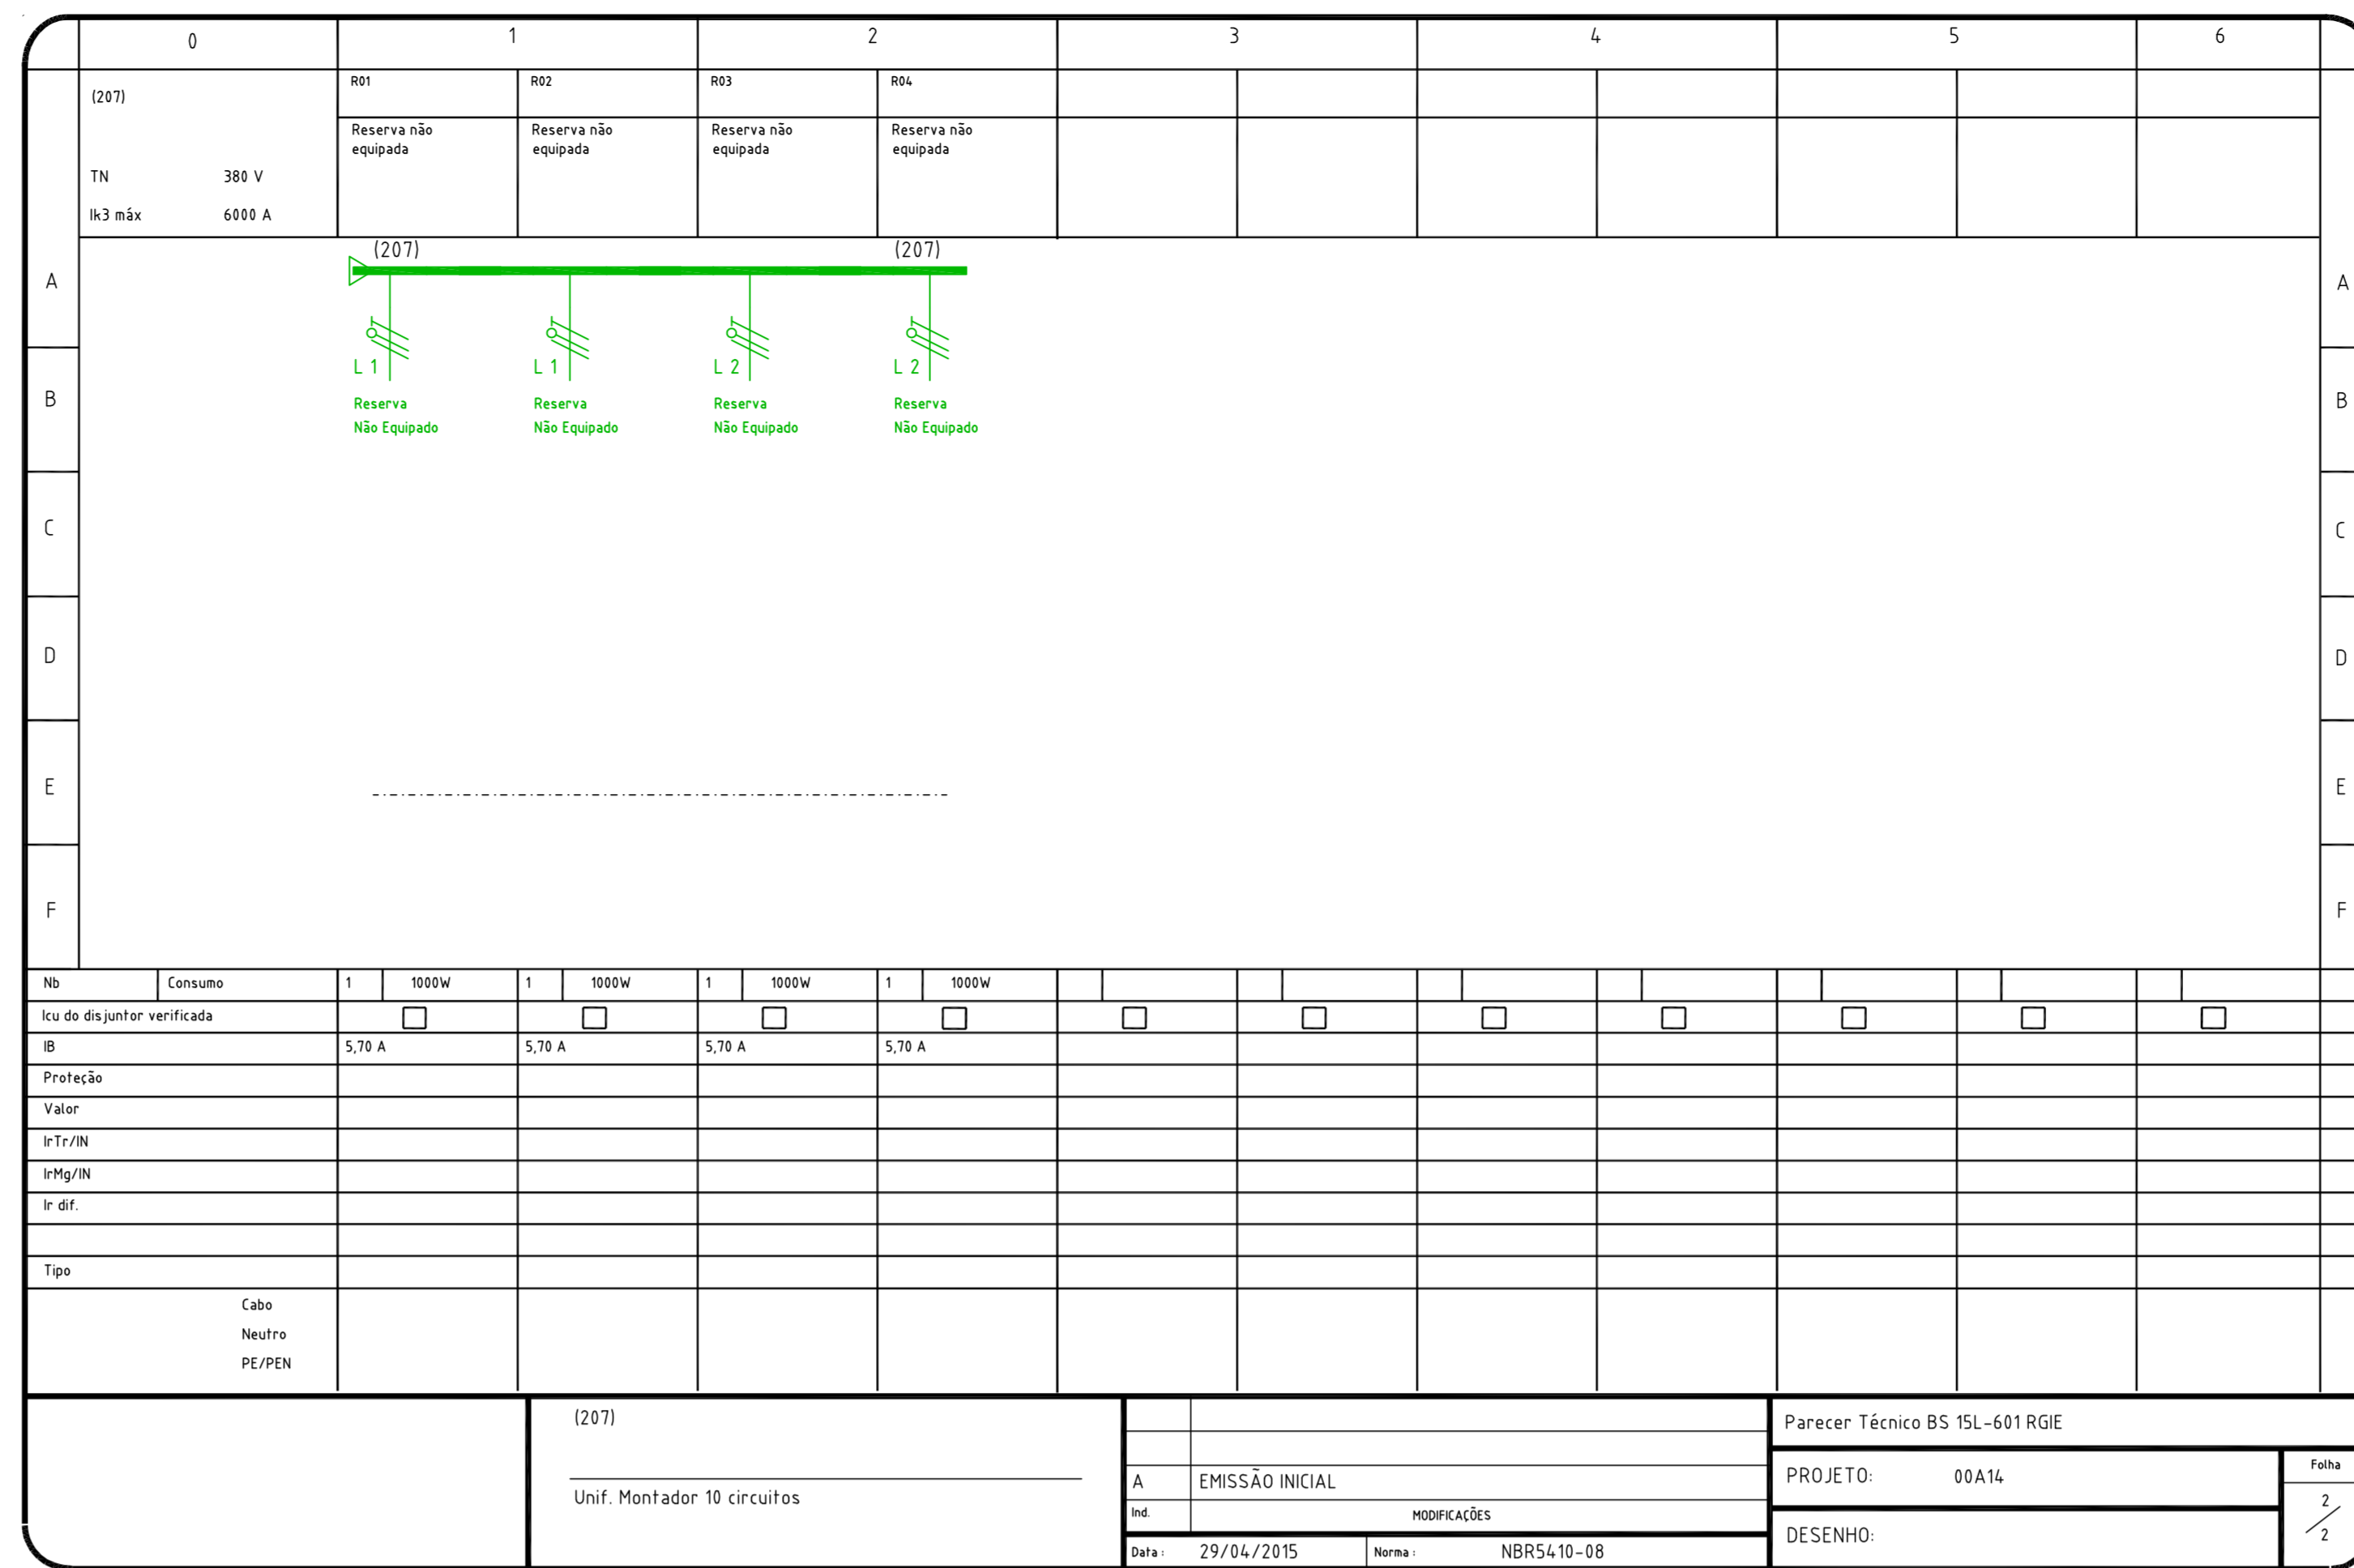 0 1 2 3 4 5 6
(207) R01 R02 R03 R04
Reserva não Reserva não Reserva não Reserva não
equipada equipada equipada equipada
TN 380 V
Ik3 máx 6000 A
(207) (207)
A A
L 1 L 1 L 2 L 2
B B
Reserva Reserva Reserva Reserva
Não Equipado Não Equipado Não Equipado Não Equipado
C C
D D
E E
F F
Nb Consumo 1 1000W 1 1000W 1 1000W 1 1000W
Icu do disjuntor verificada
IB 5,70 A 5,70 A 5,70 A 5,70 A
Proteção
Valor
IrTr/IN
IrMg/IN
Ir dif.
Tipo
Cabo
Neutro
PE/PEN
(207)
Unif. Montador 10 circuitos
A EMISSÃO INICIAL
Ind. MODIFICAÇÕES
Data : 29/04/2015 Norma : NBR5410-08
Parecer Técnico BS 15L-601 RGIE
PROJETO: 00A14
DESENHO:
Folha
2/2